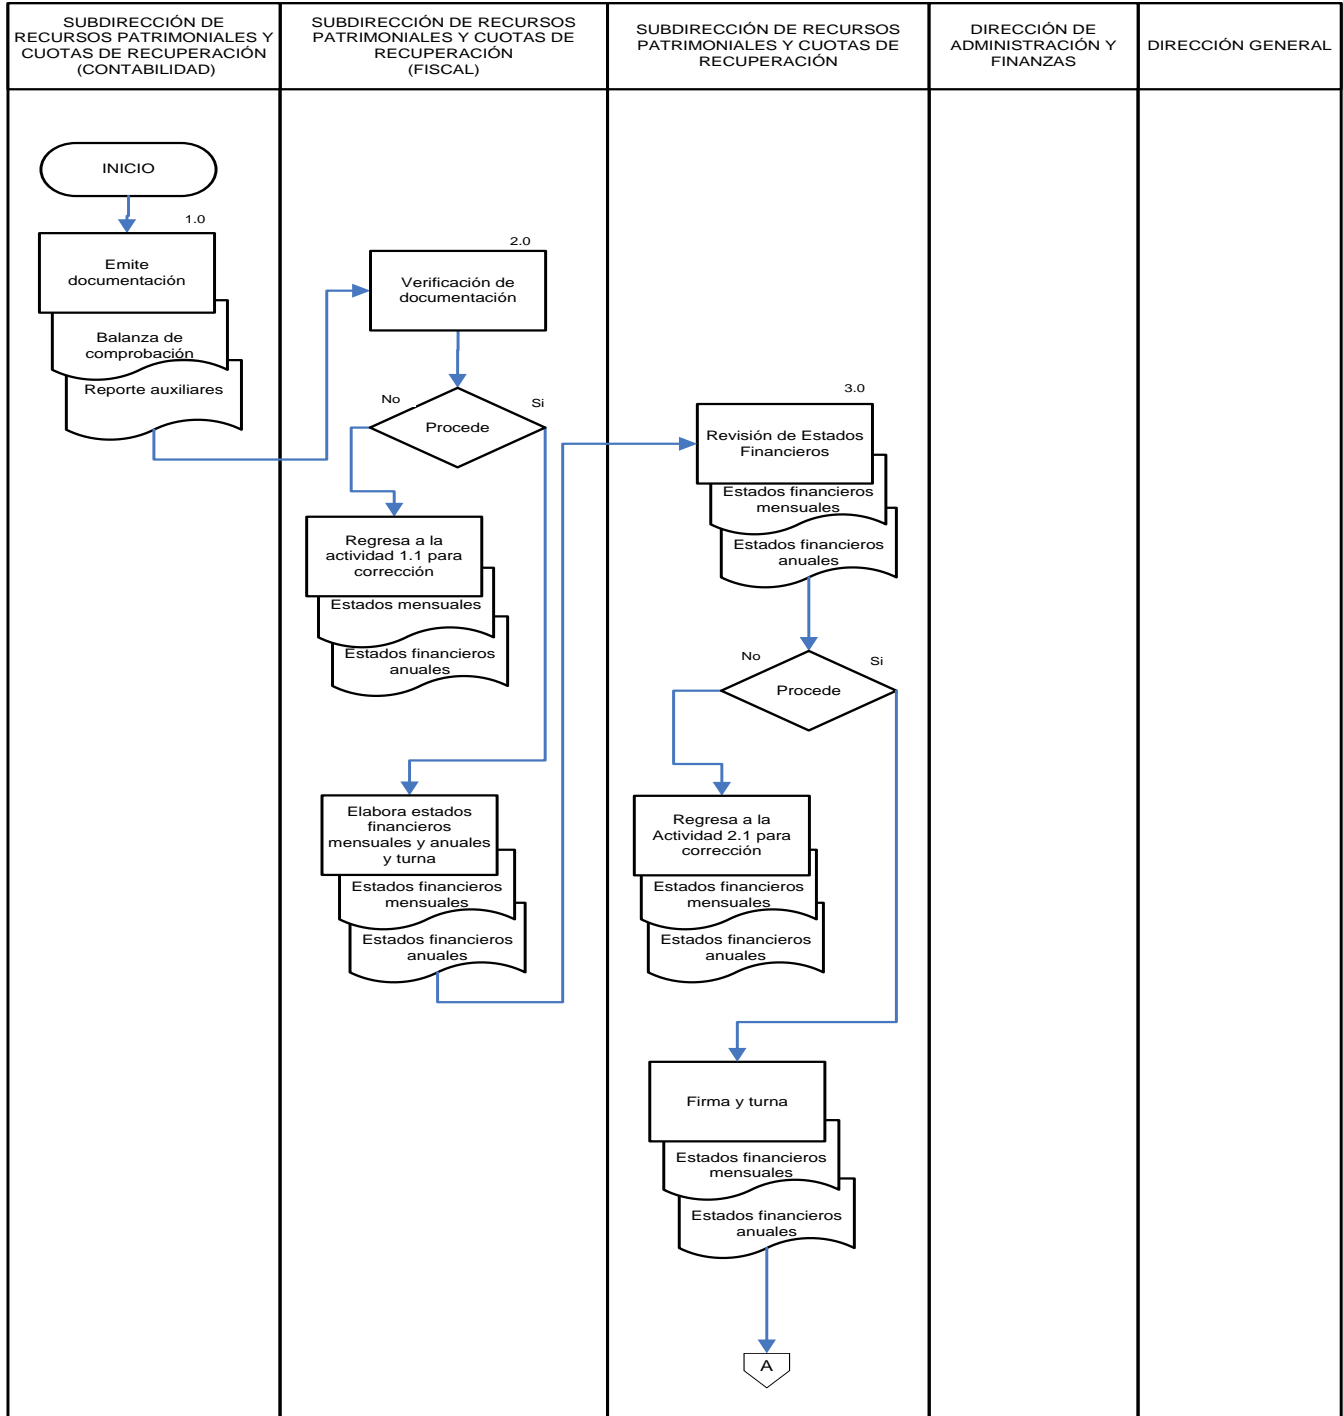 SUBDIRECCIÓN DE
RECURSOS PATRIMONIALES Y
CUOTAS DE RECUPERACIÓN
(CONTABILIDAD)
SUBDIRECCIÓN DE RECURSOS
PATRIMONIALES Y CUOTAS DE
RECUPERACIÓN
(FISCAL)
SUBDIRECCIÓN DE RECURSOS
PATRIMONIALES Y CUOTAS DE
RECUPERACIÓN
DIRECCIÓN DE
ADMINISTRACIÓN Y
FINANZAS
DIRECCIÓN GENERAL
INICIO
1.0
Emite
documentación
Balanza de
comprobación
Reporte auxiliares
2.0
Verificación de
documentación
No
Si
Procede
Regresa a la
actividad 1.1 para
corrección
Estados mensuales
Estados financieros
anuales
Elabora estados
financieros
mensuales y anuales
y turna
Estados financieros
mensuales
Estados financieros
anuales
3.0
Revisión de Estados
Financieros
Estados financieros
mensuales
Estados financieros
anuales
No
Si
Procede
Regresa a la
Actividad 2.1 para
corrección
Estados financieros
mensuales
Estados financieros
anuales
Firma y turna
Estados financieros
mensuales
Estados financieros
anuales
A